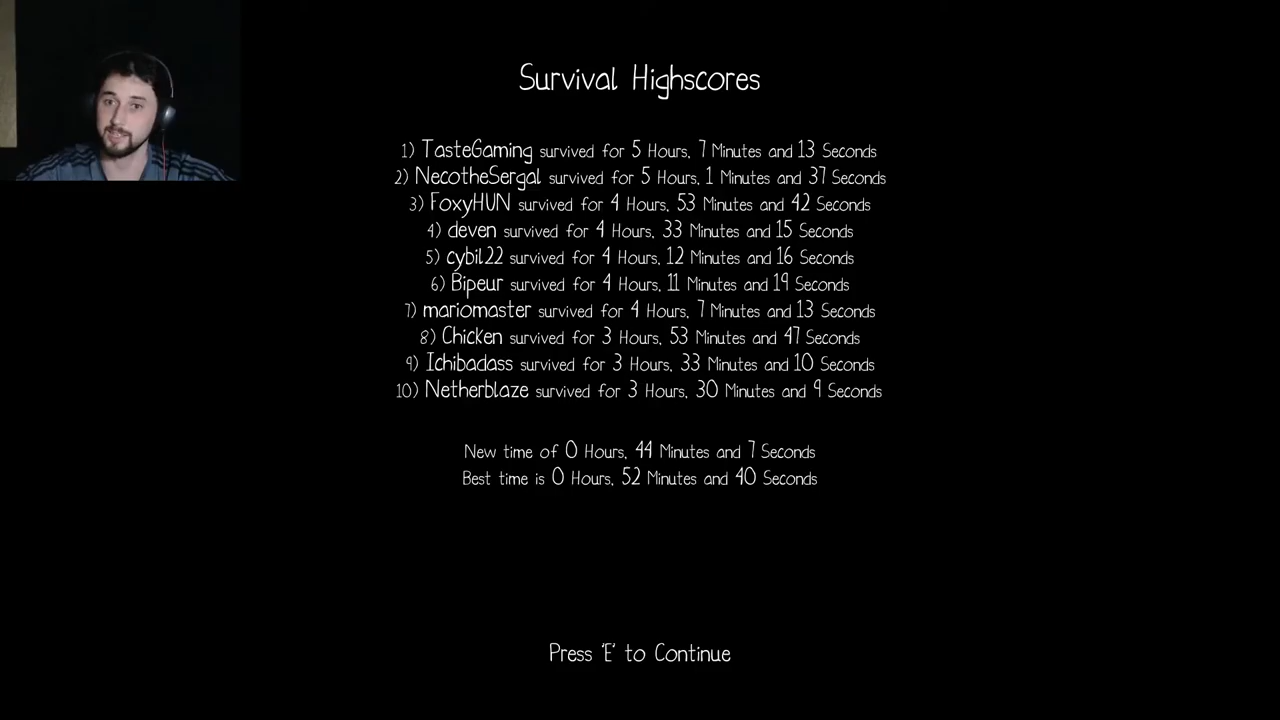 Survival Highscores
1) TasteGaming survived for 5 Hours, 7 Minutes and 13 Seconds
2) NecotheSergal survived for 5 Hours, 1 Minutes and 37 Seconds
3) FoxyHUN survived for 4 Hours, 53 Minutes and 42 Seconds
4) deven survived for 4 Hours, 33 Minutes and 15 Seconds
5) cybil22 survived for 4 Hours, 12 Minutes and 16 Seconds
6) Bipeur survived for 4 Hours, 11 Minutes and 19 Seconds
7) mariomaster survived for 4 Hours, 7 Minutes and 13 Seconds
8) Chicken survived for 3 Hours, 53 Minutes and 47 Seconds
9) Ichibadass survived for 3 Hours, 33 Minutes and 10 Seconds
10) Netherblaze survived for 3 Hours, 30 Minutes and 9 Seconds
New time of 0 Hours, 44 Minutes and 7 Seconds
Best time is 0 Hours, 52 Minutes and 40 Seconds
Press 'E' to Continue